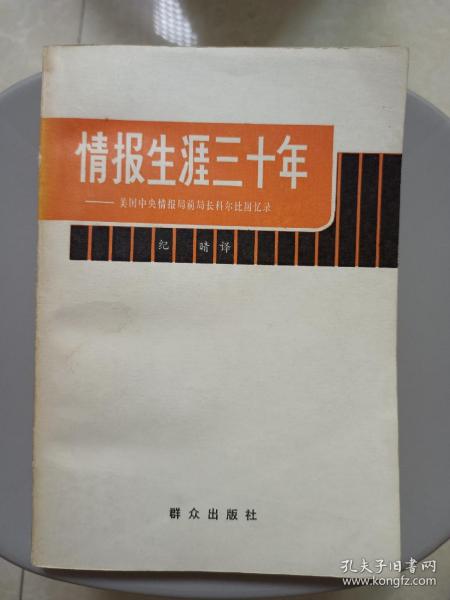 情报生涯三十年
——美国中央情报局前局长科尔比回忆录
纪晴译
群众出版社
孔夫子旧书网
www.kongfz.com